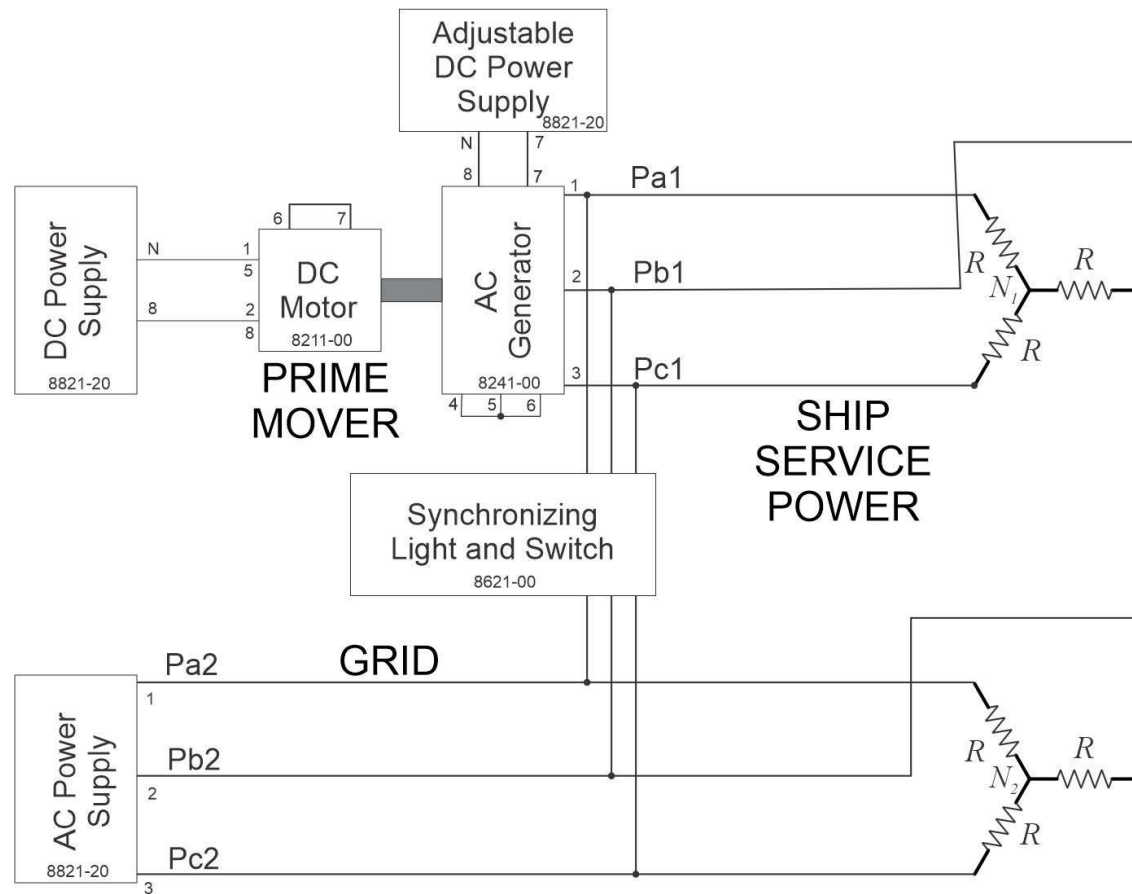 Adjustable
DC Power
Supply
8821-20
N
7
8
7
DC Power
Supply
8821-20
N
8
1
5
2
8
6
7
DC
Motor
8211-00
PRIME
MOVER
AC
Generator
8241-00
4
5
6
1
2
3
Pa1
Pb1
Pc1
R
N1
R
R
SHIP
SERVICE
POWER
Synchronizing
Light and Switch
8621-00
GRID
AC Power
Supply
8821-20
Pa2
1
Pb2
2
Pc2
3
R
N2
R
R